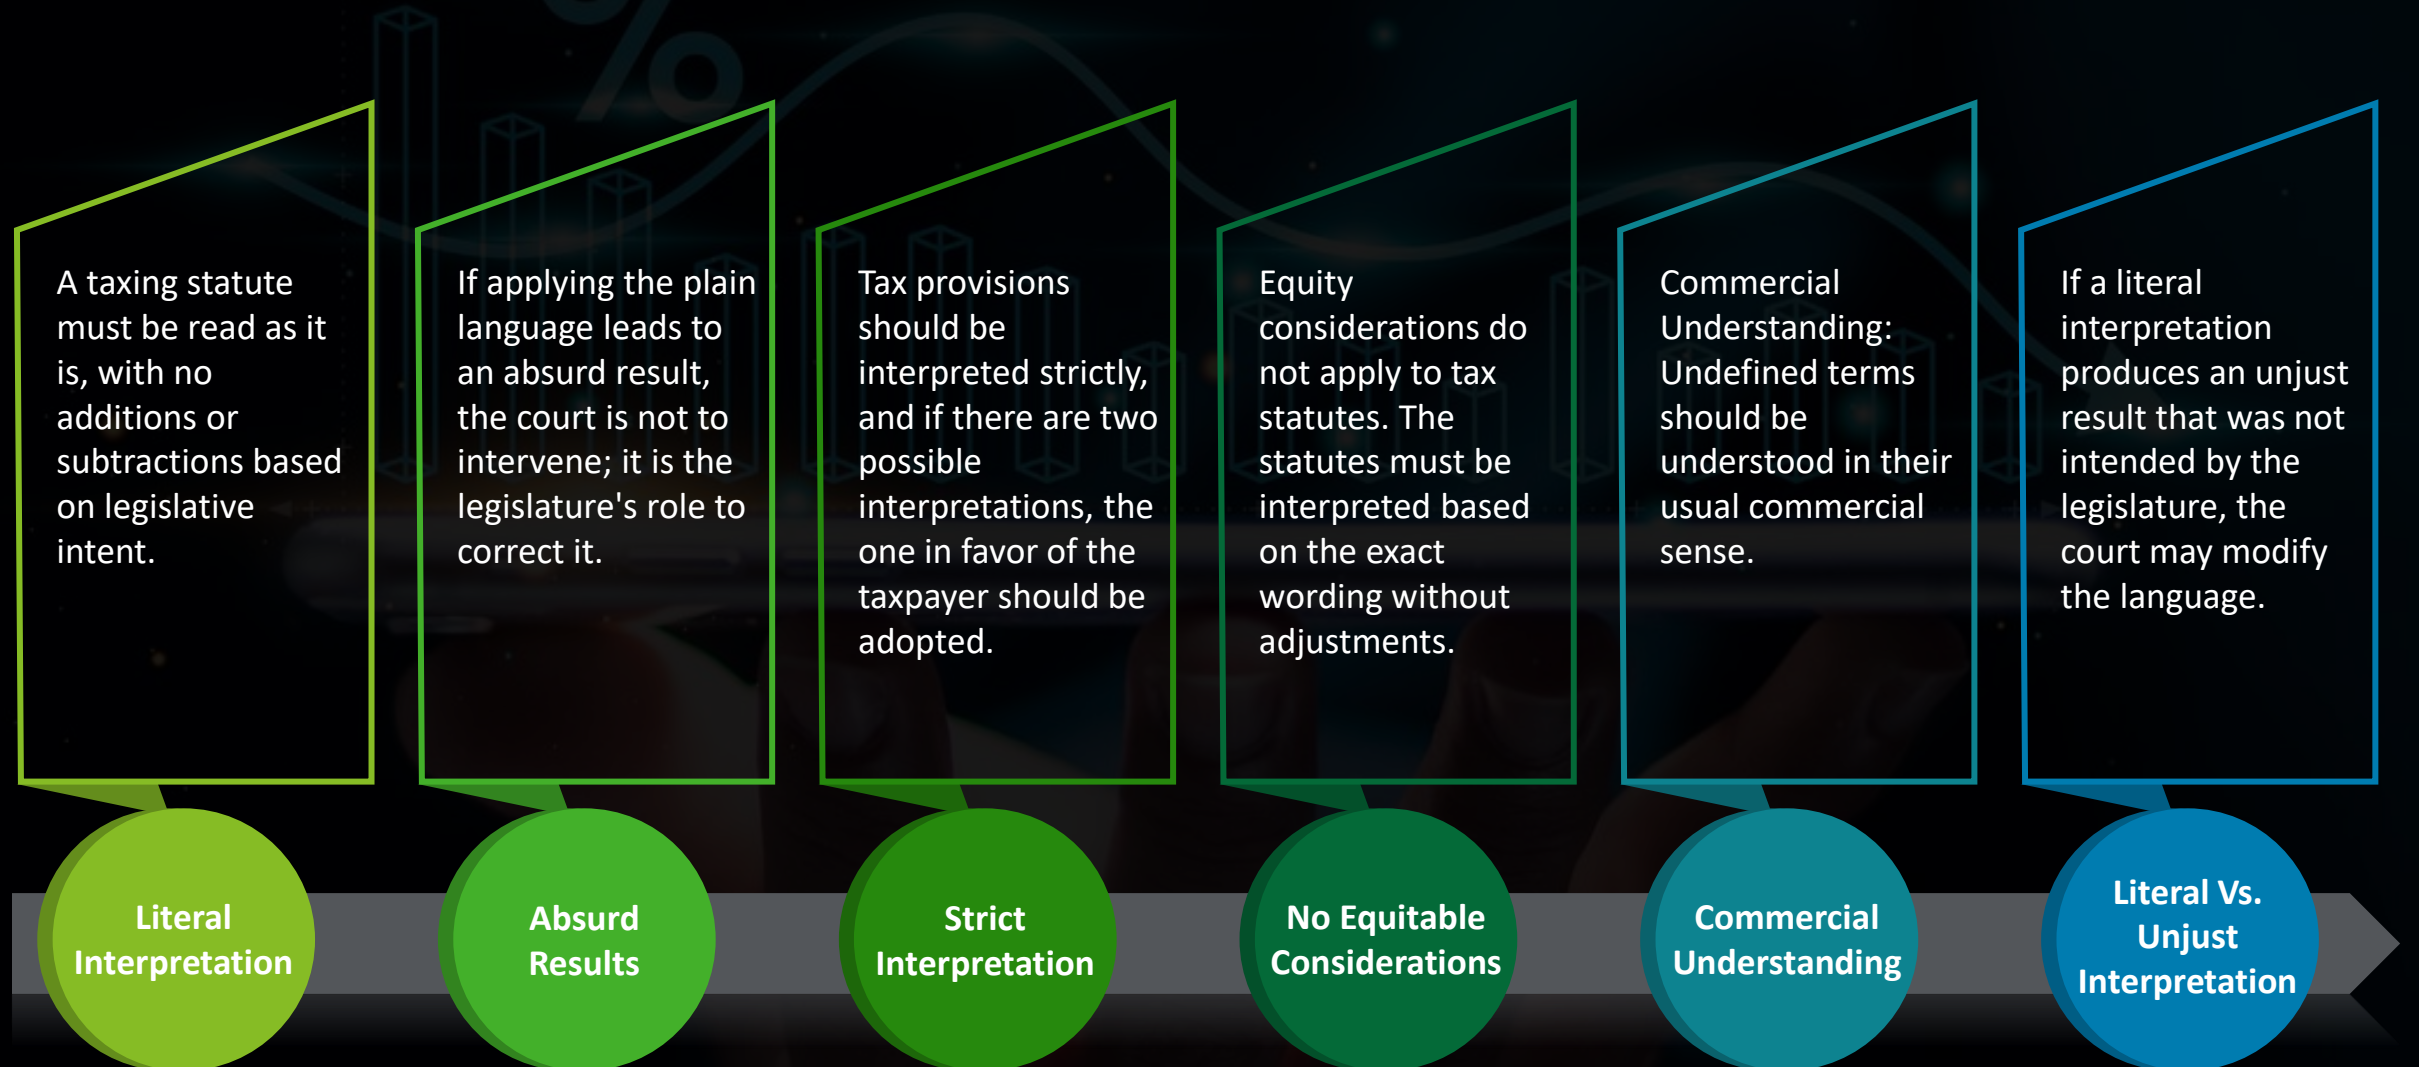 %
A taxing statute
must be read as it
is, with no
additions or
subtractions based
on legislative
intent.
If applying the plain
language leads to
an absurd result,
the court is not to
intervene; it is the
legislature's role to
correct it.
Tax provisions
should be
interpreted strictly,
and if there are two
possible
interpretations, the
one in favor of the
taxpayer should be
adopted.
Equity
considerations do
not apply to tax
statutes. The
statutes must be
interpreted based
on the exact
wording without
adjustments.
Commercial
Understanding:
Undefined terms
should be
understood in their
usual commercial
sense.
If a literal
interpretation
produces an unjust
result that was not
intended by the
legislature, the
court may modify
the language.
Literal
Interpretation
Absurd
Results
Strict
Interpretation
No Equitable
Considerations
Commercial
Understanding
Literal Vs.
Unjust
Interpretation